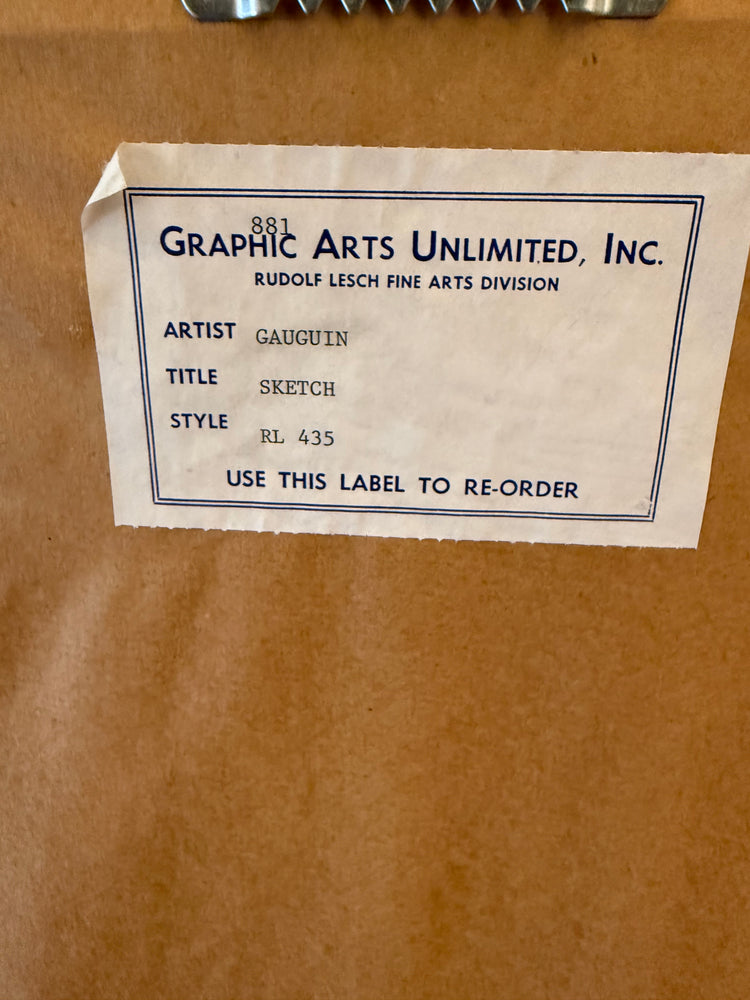 881
GRAPHIC ARTS UNLIMITED, INC.
RUDOLF LESCH FINE ARTS DIVISION
ARTIST GAUGUIN
TITLE SKETCH
STYLE RL 435
USE THIS LABEL TO RE-ORDER